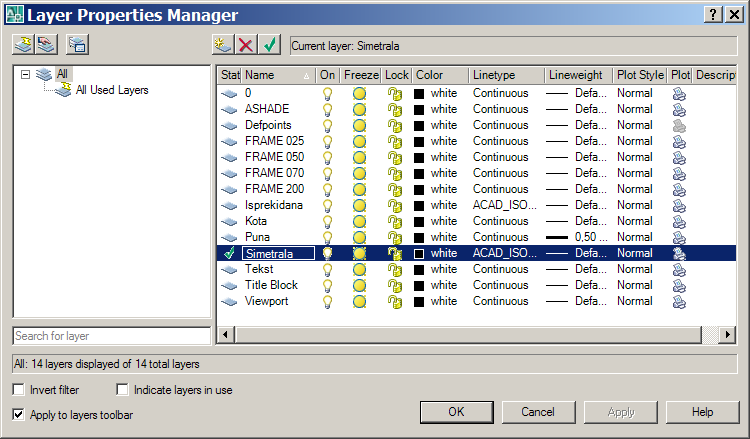 Layer Properties Manager
Current layer: Simetrala
All
All Used Layers
Stat Name On Freeze Lock Color Linetype Lineweight Plot Style Plot Descript
0 white Continuous Defa... Normal
ASHADE white Continuous Defa... Normal
Defpoints white Continuous Defa... Normal
FRAME 025 white Continuous Defa... Normal
FRAME 050 white Continuous Defa... Normal
FRAME 070 white Continuous Defa... Normal
FRAME 200 white Continuous Defa... Normal
Isprekidana white ACAD_ISO... Defa... Normal
Kota white Continuous Defa... Normal
Puna white Continuous 0,50 ... Normal
Simetrala white ACAD_ISO... Defa... Normal
Tekst white Continuous Defa... Normal
Title Block white Continuous Defa... Normal
Viewport white Continuous Defa... Normal
Search for layer
All: 14 layers displayed of 14 total layers
Invert filter Indicate layers in use
Apply to layers toolbar
OK Cancel Apply Help